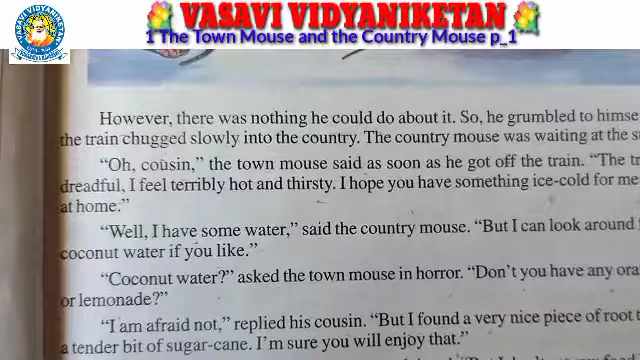 VASAVI VIDYANIKETAN
1 The Town Mouse and the Country Mouse p_1
However, there was nothing he could do about it. So, he grumbled to
the train chugged slowly into the country. The country mouse was waiting at the
"Oh, cousin," the town mouse said as soon as he got off the train. "The
dreadful, I feel terribly hot and thirsty. I hope you have something ice-cold for me
at home."
"Well, I have some water," said the country mouse. "But I can look around
coconut water if you like."
"Coconut water?" asked the town mouse in horror. "Don't you have any
or lemonade?"
"I am afraid not," replied his cousin. "But I found a very nice piece of root
a tender bit of sugar-cane. I'm sure you will enjoy that."